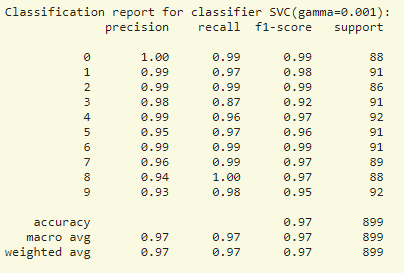 Classification report for classifier SVC(gamma=0.001):
precision recall f1-score support
0 1.00 0.99 0.99 88
1 0.99 0.97 0.98 91
2 0.99 0.99 0.99 86
3 0.98 0.87 0.92 91
4 0.99 0.96 0.97 92
5 0.95 0.97 0.96 91
6 0.99 0.99 0.99 91
7 0.96 0.99 0.97 89
8 0.94 1.00 0.97 88
9 0.93 0.98 0.95 92
accuracy 0.97 899
macro avg 0.97 0.97 0.97 899
weighted avg 0.97 0.97 0.97 899